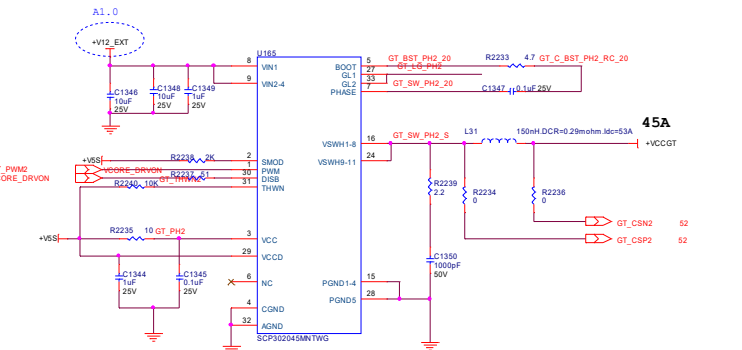 A1.0
+V12_EXT
U165
8 VIN1
9 VIN2-4
BOOT 5
GL1 27
GL2 33
PHASE 7
GT_BST_PH2_20
GT_LG_PH2
GT_SW_PH2_20
R2233 4.7 GT_C_BST_PH2_RC_20
C1347 0.1uF 25V
C1346
10uF
25V
C1348
10uF
25V
C1349
1uF
25V
45A
VSWH1-8 16 GT_SW_PH2_S
VSWH9-11 24
L31 150nH.DCR=0.29mohm.Idc=53A
+VCCGT
+V5S
R2238 2K
2 SMOD
1 PWM
30 DISB
31 THWN
T_PWM2
ORE_DRVON
VCORE_DRVON
R2237 51
R2240 10K
R2239
2.2
R2234
0
R2236
0
GT_CSN2 52
GT_CSP2 52
+V5S
R2235 10 GT_PH2
3 VCC
29 VCCD
C1344
1uF
25V
C1345
0.1uF
25V
6 NC
4 CGND
32 AGND
C1350
1000pF
50V
PGND1-4 15
PGND5 28
SCP302045MNTWG